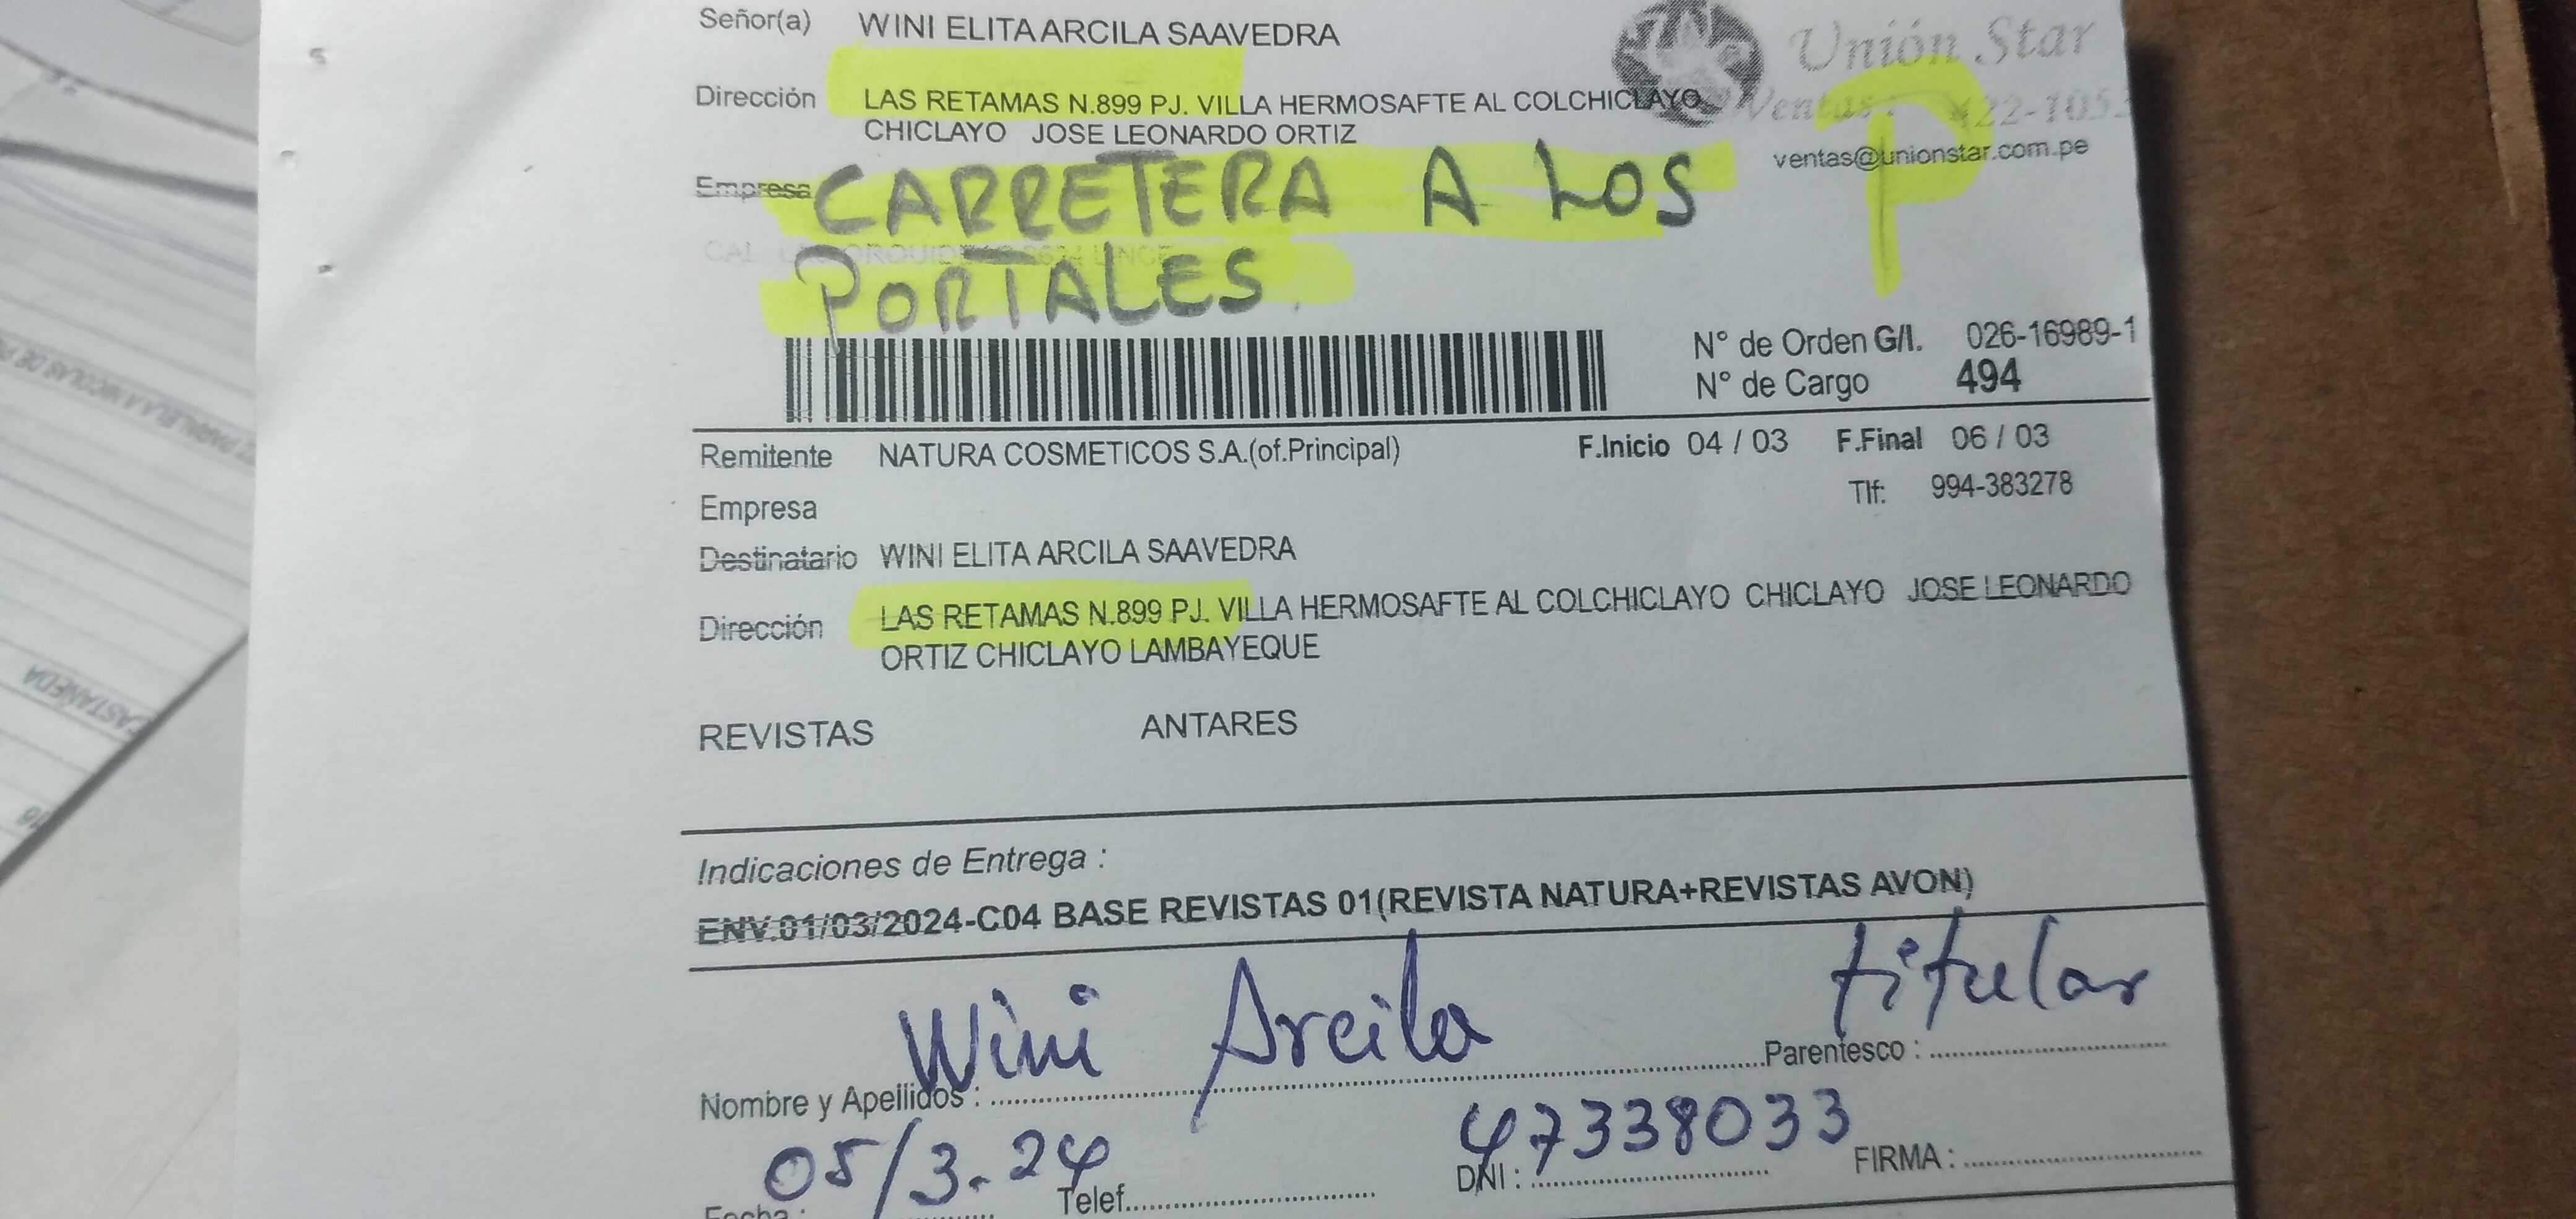 Señor(a) WINI ELITA ARCILA SAAVEDRA
Unión Star
Dirección LAS RETAMAS N.899 PJ. VILLA HERMOSAFTE AL COLCHICLAYO
Ventas: 422-105
CHICLAYO JOSE LEONARDO ORTIZ
P
ventas@unionstar.com.pe
Empresa CARRETERA A LOS
PORTALES
N° de Orden G/I. 026-16989-1
N° de Cargo 494
Remitente NATURA COSMETICOS S.A.(of.Principal) F.Inicio 04 / 03 F.Final 06 / 03
Tlf: 994-383278
Empresa
Destinatario WINI ELITA ARCILA SAAVEDRA
Dirección LAS RETAMAS N.899 PJ. VILLA HERMOSAFTE AL COLCHICLAYO CHICLAYO JOSE LEONARDO
ORTIZ CHICLAYO LAMBAYEQUE
REVISTAS ANTARES
Indicaciones de Entrega :
ENV.01/03/2024-C04 BASE REVISTAS 01(REVISTA NATURA+REVISTAS AVON)
Nombre y Apellidos : Wini Arcila Parentesco : titular
Fecha : 05/3.24 Telef. DNI : 47338033 FIRMA :
CASTAÑEDA